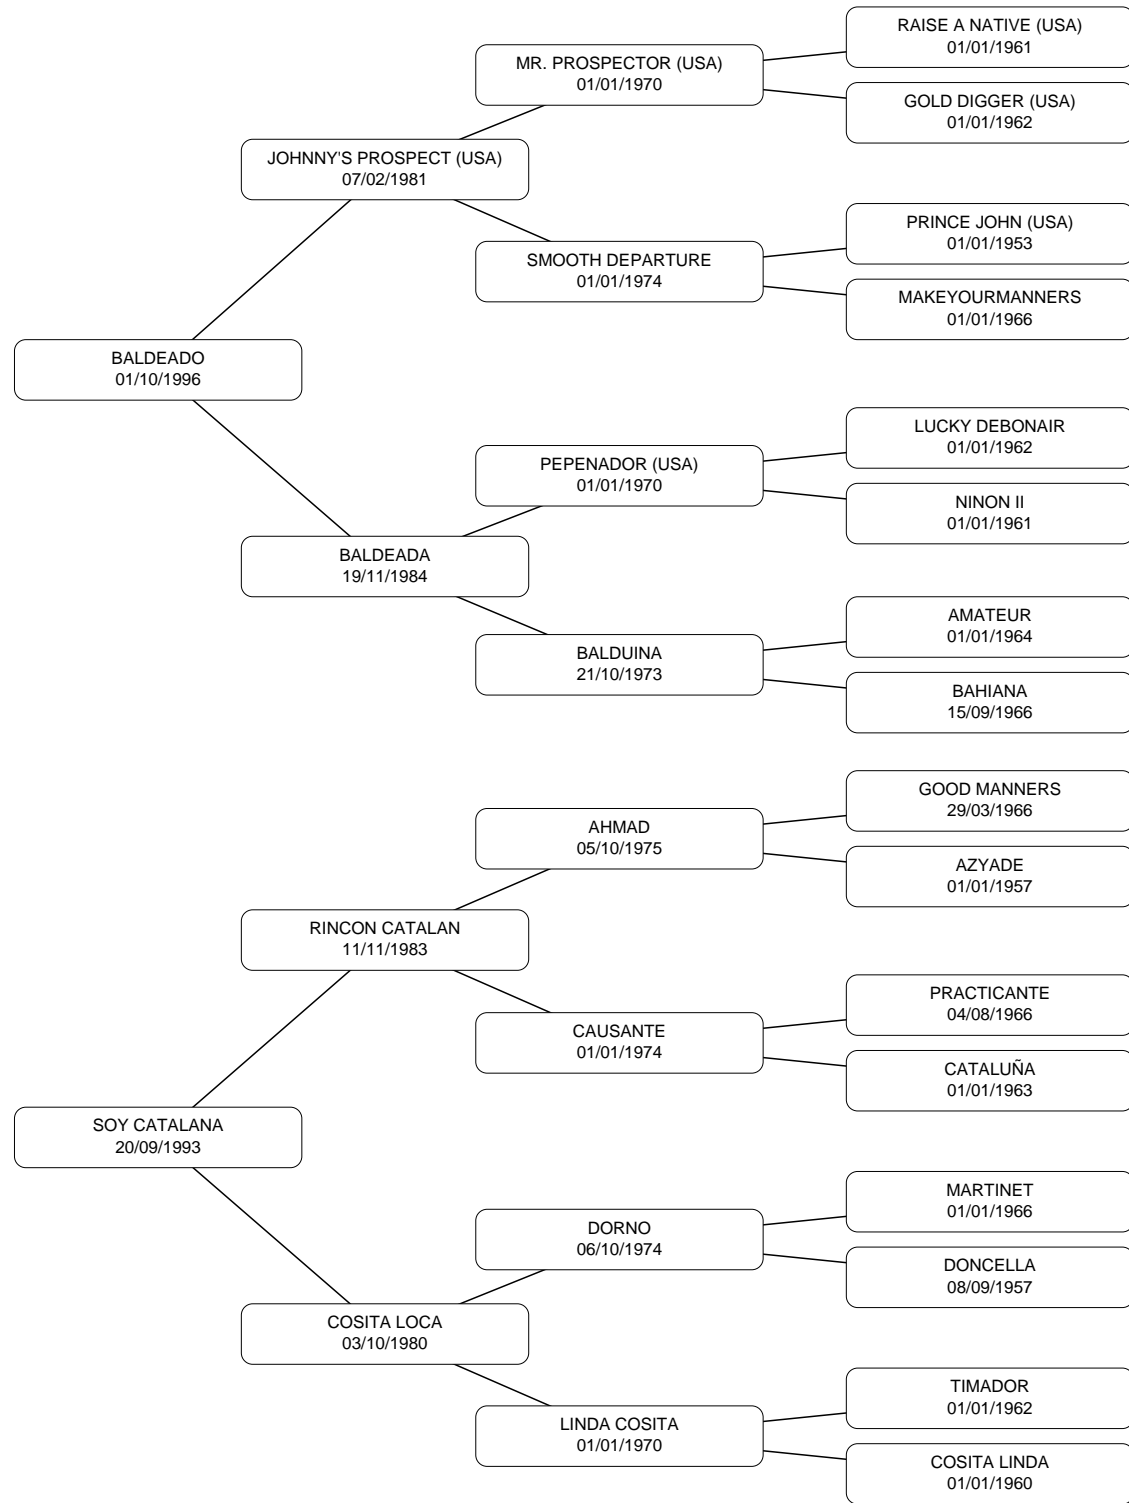 RAISE A NATIVE (USA)
01/01/1961
MR. PROSPECTOR (USA)
01/01/1970
GOLD DIGGER (USA)
01/01/1962
JOHNNY'S PROSPECT (USA)
07/02/1981
PRINCE JOHN (USA)
01/01/1953
SMOOTH DEPARTURE
01/01/1974
MAKEYOURMANNERS
01/01/1966
BALDEADO
01/10/1996
LUCKY DEBONAIR
01/01/1962
PEPENADOR (USA)
01/01/1970
NINON II
01/01/1961
BALDEADA
19/11/1984
AMATEUR
01/01/1964
BALDUINA
21/10/1973
BAHIANA
15/09/1966
GOOD MANNERS
29/03/1966
AHMAD
05/10/1975
AZYADE
01/01/1957
RINCON CATALAN
11/11/1983
PRACTICANTE
04/08/1966
CAUSANTE
01/01/1974
CATALUÑA
01/01/1963
SOY CATALANA
20/09/1993
MARTINET
01/01/1966
DORNO
06/10/1974
DONCELLA
08/09/1957
COSITA LOCA
03/10/1980
TIMADOR
01/01/1962
LINDA COSITA
01/01/1970
COSITA LINDA
01/01/1960